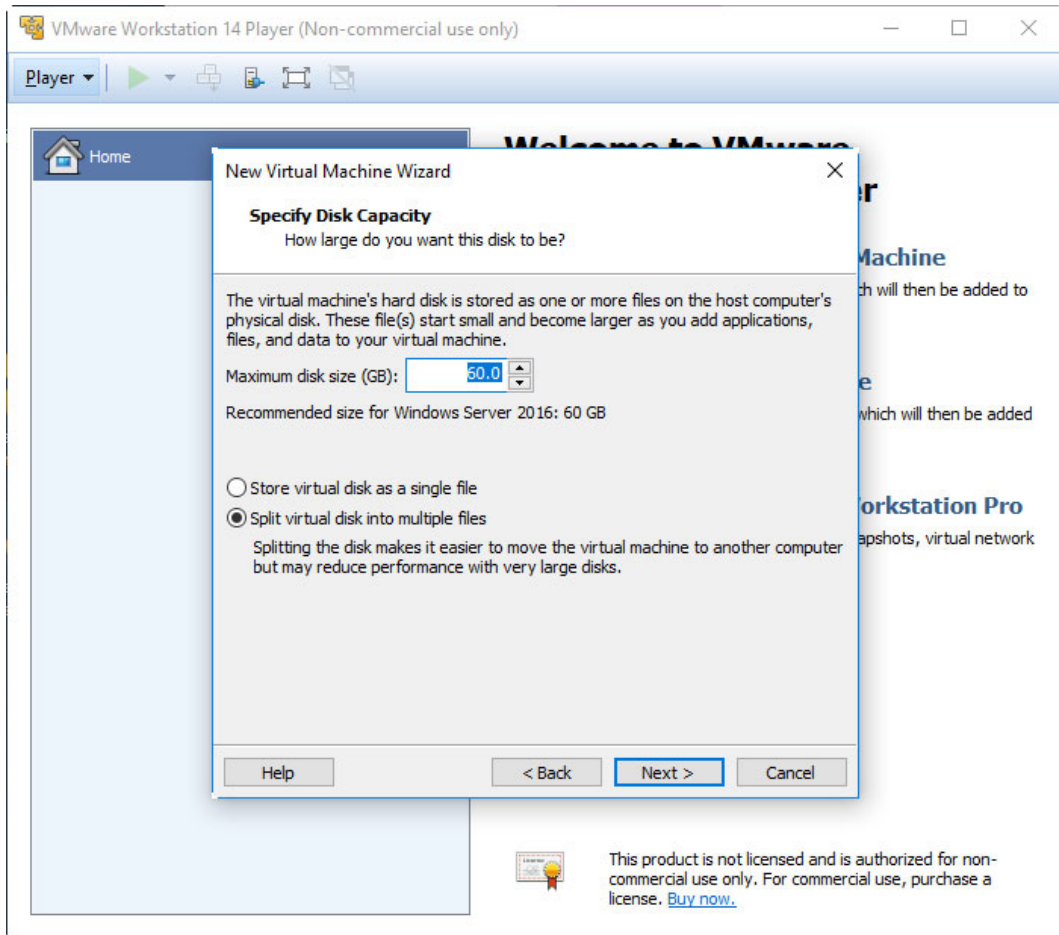 VMware Workstation 14 Player (Non-commercial use only)
Player
Home
New Virtual Machine Wizard
Specify Disk Capacity
How large do you want this disk to be?
The virtual machine's hard disk is stored as one or more files on the host computer's
physical disk. These file(s) start small and become larger as you add applications,
files, and data to your virtual machine.
Maximum disk size (GB): 60.0
Recommended size for Windows Server 2016: 60 GB
Store virtual disk as a single file
Split virtual disk into multiple files
Splitting the disk makes it easier to move the virtual machine to another computer
but may reduce performance with very large disks.
Help < Back Next > Cancel
Welcome to VMware
Machine
will then be added to
which will then be added
Pro
virtual network
This product is not licensed and is authorized for non-
commercial use only. For commercial use, purchase a
license. Buy now.